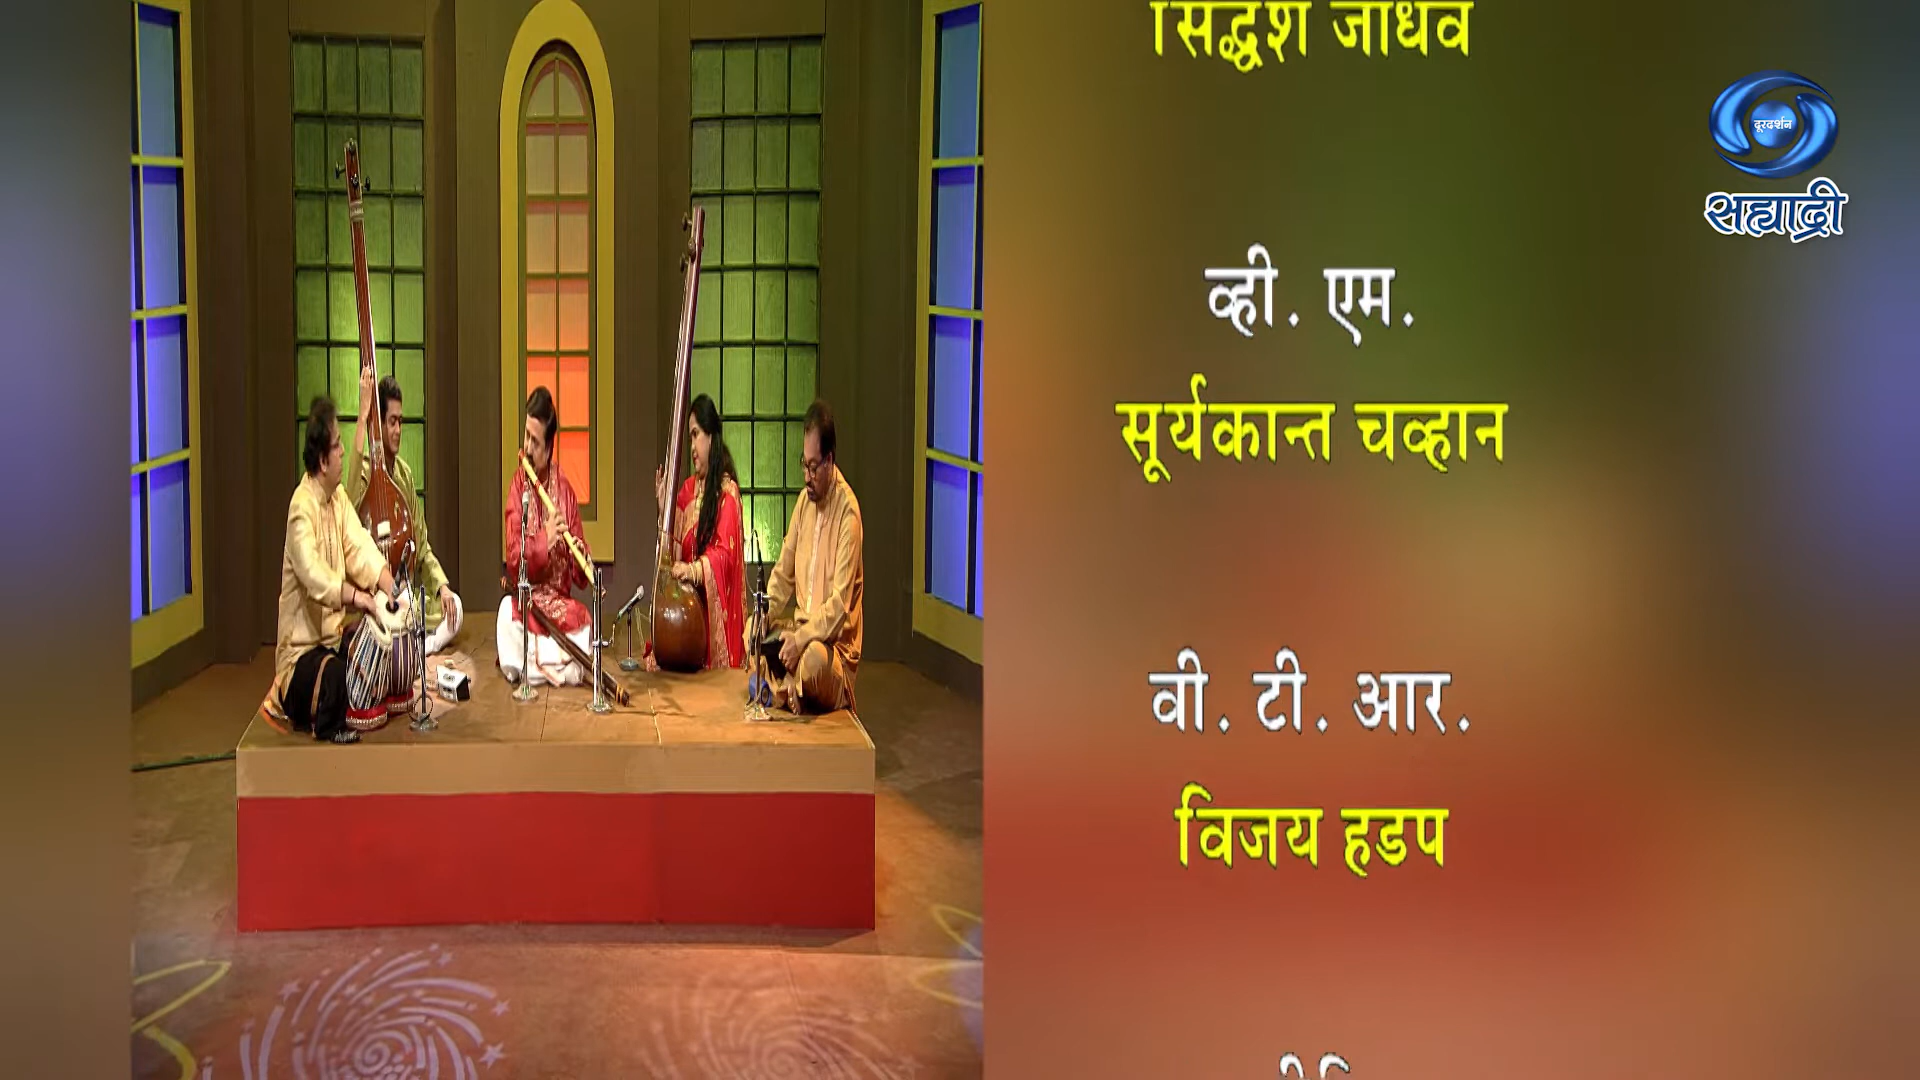 सिद्धेश जाधव
दूरदर्शन
सह्याद्री
व्ही. एम.
सूर्यकान्त चव्हान
वी. टी. आर.
विजय हडप